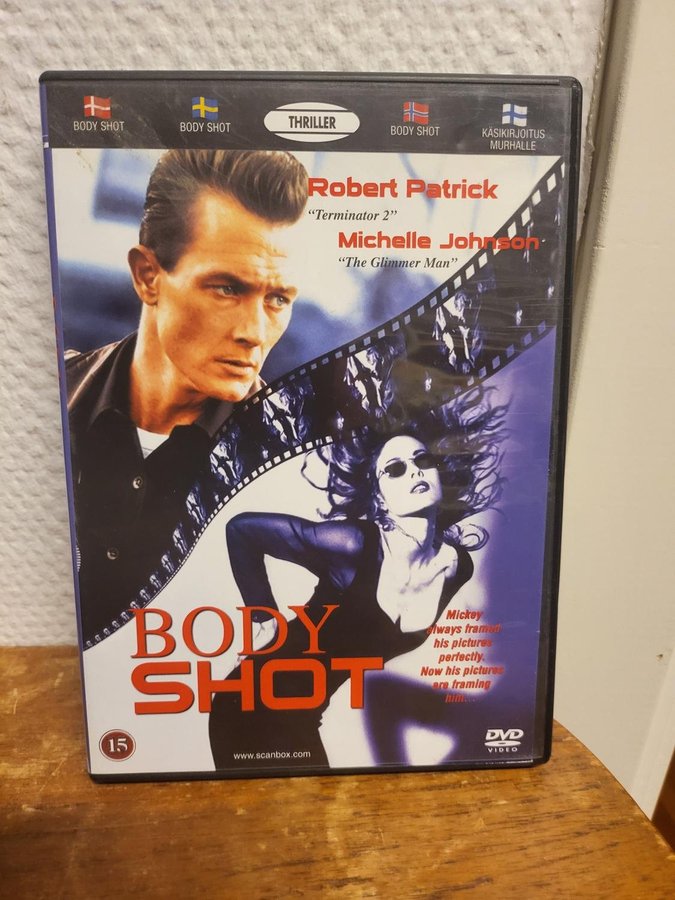 BODY SHOT
BODY SHOT
THRILLER
BODY SHOT
KÄSIKIRJOITUS
MURHALLE
Robert Patrick
“Terminator 2”
Michelle Johnson
“The Glimmer Man”
BODY
SHOT
Mickey
always framed
his pictures
perfectly.
Now his pictures
are framing
him...
15
www.scanbox.com
DVD
VIDEO